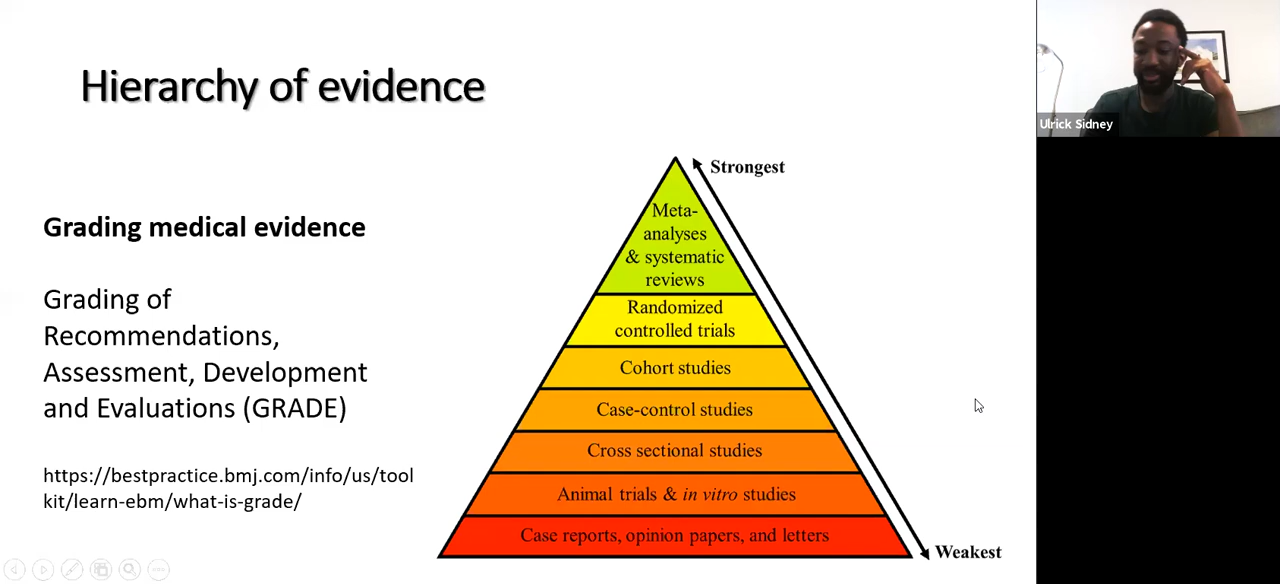 Hierarchy of evidence
Grading medical evidence
Grading of
Recommendations,
Assessment, Development
and Evaluations (GRADE)
https://bestpractice.bmj.com/info/us/tool
kit/learn-ebm/what-is-grade/
Strongest
Meta-
analyses
& systematic
reviews
Randomized
controlled trials
Cohort studies
Case-control studies
Cross sectional studies
Animal trials & in vitro studies
Case reports, opinion papers, and letters
Weakest
Ulrick Sidney